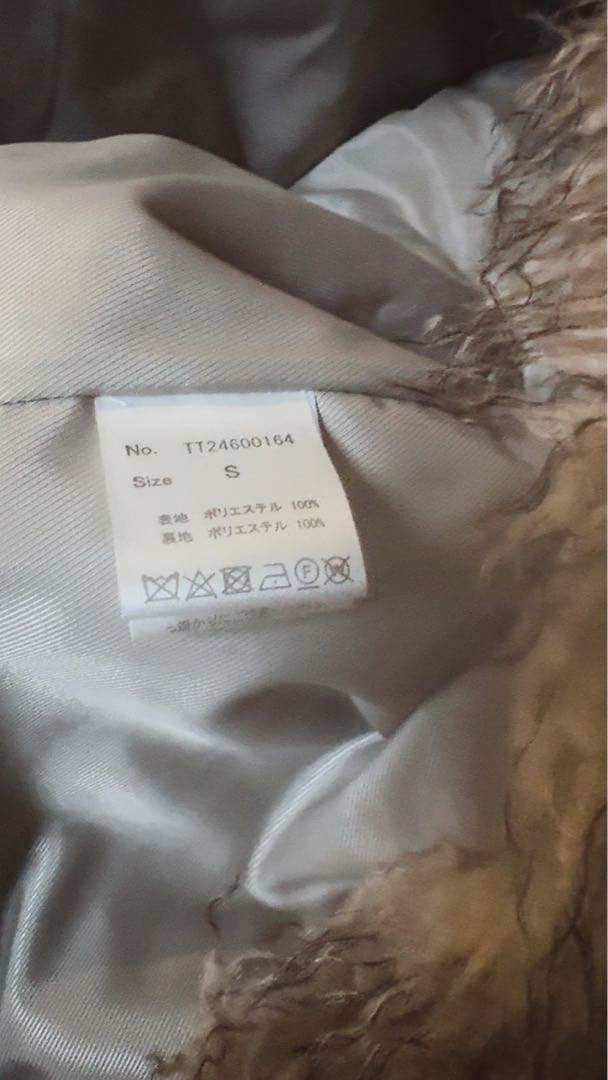 No. TT24600164
Size S
表地 ポリエステル 100%
裏地 ポリエステル 100%
F W